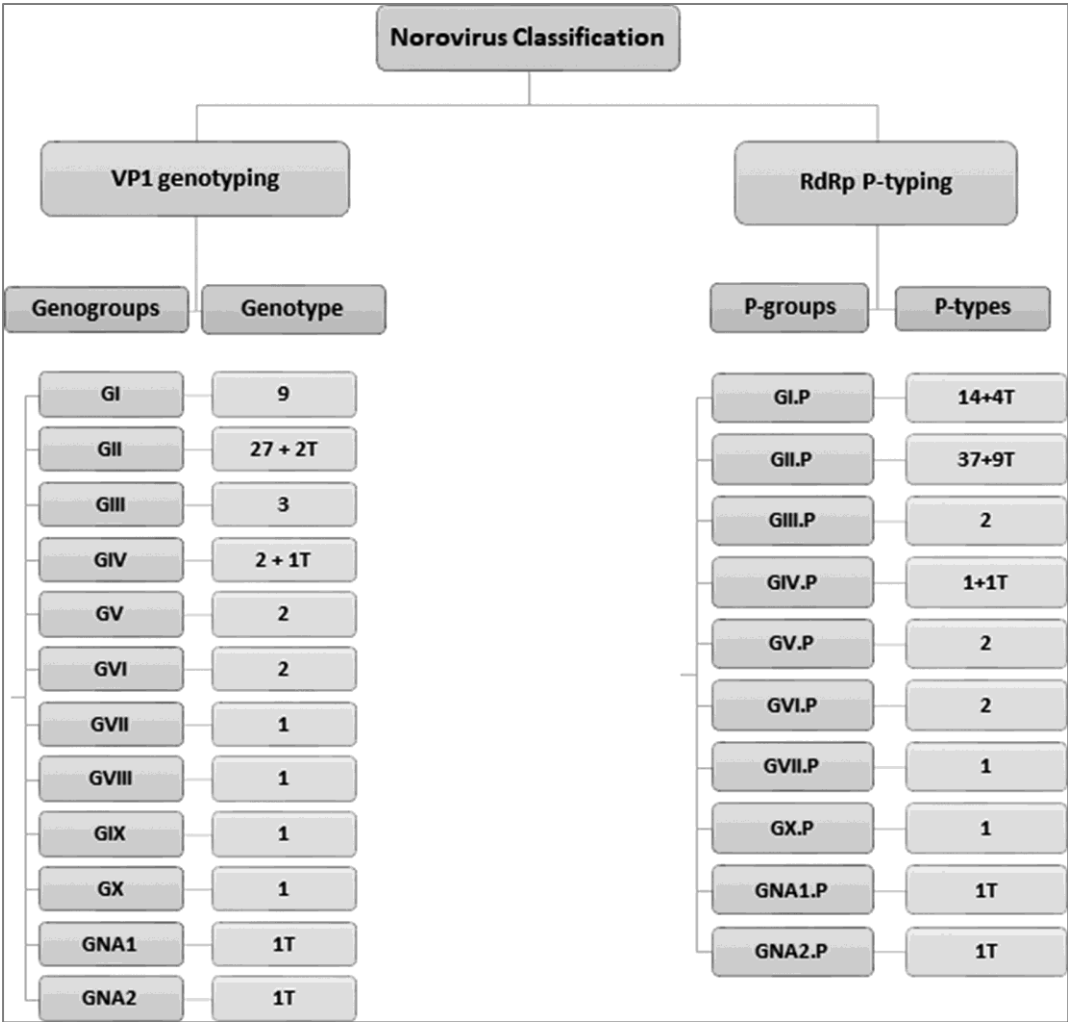 Norovirus Classification
VP1 genotyping
RdRp P-typing
Genogroups
Genotype
P-groups
P-types
GI
9
GII
27 + 2T
GIII
3
GIV
2 + 1T
GV
2
GVI
2
GVII
1
GVIII
1
GIX
1
GX
1
GNA1
1T
GNA2
1T
GI.P
14+4T
GII.P
37+9T
GIII.P
2
GIV.P
1+1T
GV.P
2
GVI.P
2
GVII.P
1
GX.P
1
GNA1.P
1T
GNA2.P
1T